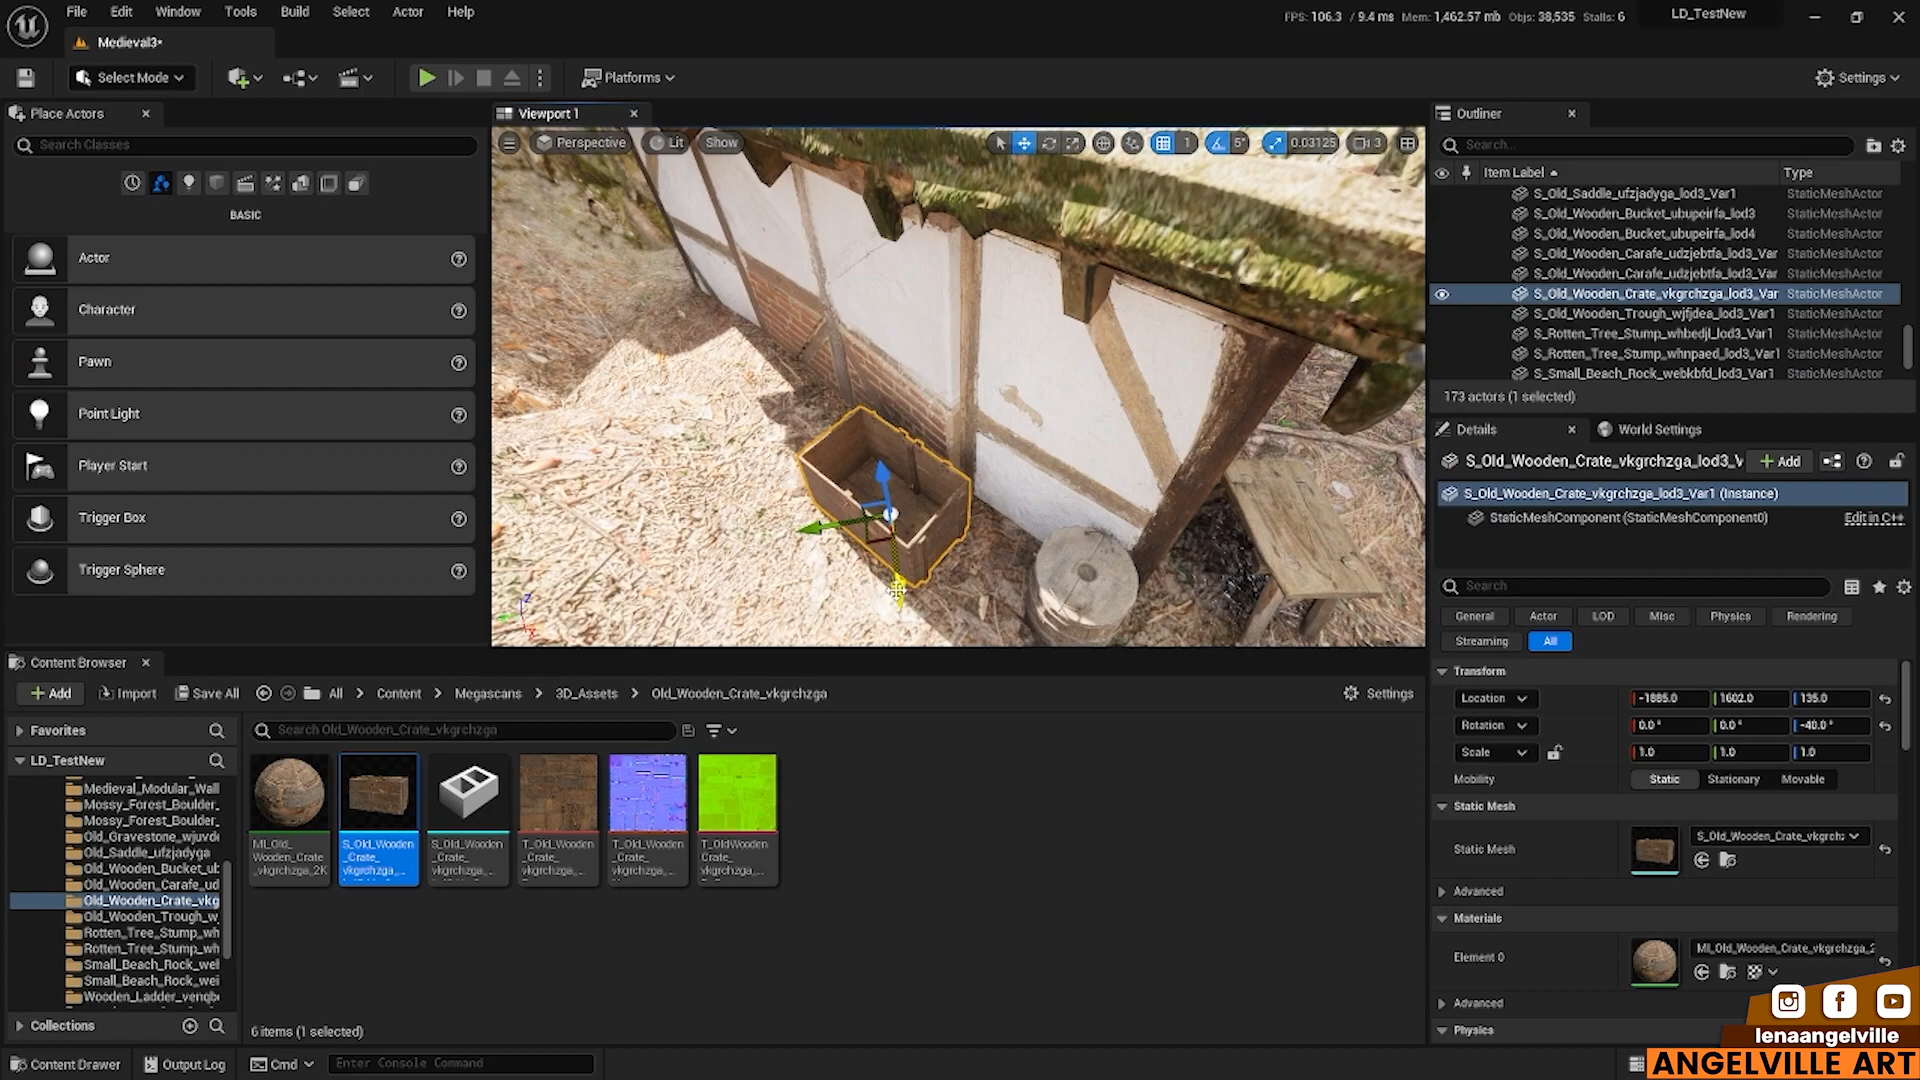 File Edit Window Tools Build Select Actor Help
FPS: 106.3 / 9.4 ms Mem: 1,462.57 mb Objs: 38,535 Stalls: 6
LD_TestNew
Medieval3*
Select Mode
Platforms
Settings
Place Actors
Search Classes
BASIC
Actor
Character
Pawn
Point Light
Player Start
Trigger Box
Trigger Sphere
Viewport 1
Perspective Lit Show
1 5° 0.03125 3
Outliner
Search...
Item Label Type
S_Old_Saddle_ufzjadyga_lod3_Var1 StaticMeshActor
S_Old_Wooden_Bucket_ubupeirfa_lod3 StaticMeshActor
S_Old_Wooden_Bucket_ubupeirfa_lod4 StaticMeshActor
S_Old_Wooden_Carafe_udzjebtfa_lod3_Var StaticMeshActor
S_Old_Wooden_Carafe_udzjebtfa_lod3_Var StaticMeshActor
S_Old_Wooden_Crate_vkgrchzga_lod3_Var StaticMeshActor
S_Old_Wooden_Trough_wjfjdea_lod3_Var1 StaticMeshActor
S_Rotten_Tree_Stump_whbedjl_lod3_Var1 StaticMeshActor
S_Rotten_Tree_Stump_whnpaed_lod3_Var1 StaticMeshActor
S_Small_Beach_Rock_webkbfd_lod3_Var1 StaticMeshActor
173 actors (1 selected)
Details World Settings
S_Old_Wooden_Crate_vkgrchzga_lod3_V + Add
S_Old_Wooden_Crate_vkgrchzga_lod3_Var1 (Instance)
StaticMeshComponent (StaticMeshComponent0) Edit in C++
Search
General Actor LOD Misc Physics Rendering
Streaming All
Transform
Location -1885.0 1602.0 135.0
Rotation 0.0° 0.0° -40.0°
Scale 1.0 1.0 1.0
Mobility Static Stationary Movable
Static Mesh
Static Mesh S_Old_Wooden_Crate_vkgrchz
Advanced
Materials
Element 0 MI_Old_Wooden_Crate_vkgrchzga_2
Advanced
Physics
Content Browser
+ Add Import Save All All > Content > Megascans > 3D_Assets > Old_Wooden_Crate_vkgrchzga Settings
Favorites
Search Old_Wooden_Crate_vkgrchzga
LD_TestNew
Medieval_Modular_Wall
Mossy_Forest_Boulder_
Mossy_Forest_Boulder_
Old_Gravestone_wjuvd
Old_Saddle_ufzjadyga
Old_Wooden_Bucket_ub
Old_Wooden_Carafe_ud
Old_Wooden_Crate_vkg
Old_Wooden_Trough_w
Rotten_Tree_Stump_wh
Rotten_Tree_Stump_wh
Small_Beach_Rock_we
Small_Beach_Rock_wei
Wooden_Ladder_venqb
Collections
MI_Old_
Wooden_Crate
_vkgrchzga_2K
S_Old_Wooden
_Crate_
vkgrchzga_...
S_Old_Wooden
_Crate_
vkgrchzga_...
T_Old_Wooden
_Crate_
vkgrchzga_...
T_Old_Wooden
_Crate_
vkgrchzga_...
T_OldWooden
Crate_
vkgrchzga_...
6 items (1 selected)
Content Drawer Output Log Cmd Enter Console Command
lenaangelville
ANGELVILLE ART